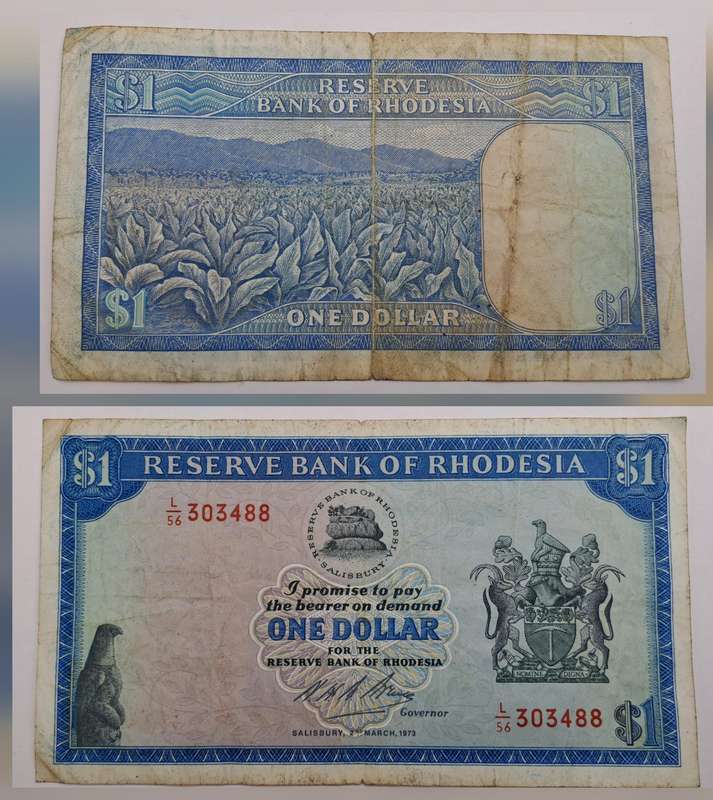 $1 RESERVE $1
BANK OF RHODESIA
$1 ONE DOLLAR $1
$1 RESERVE BANK OF RHODESIA $1
L/56 303488
RESERVE BANK OF RHODESIA
SALISBURY
I promise to pay
the bearer on demand
ONE DOLLAR
FOR THE
RESERVE BANK OF RHODESIA
NOMINE DIGNA
Governor
L/56 303488 $1
SALISBURY, 2ND MARCH, 1973